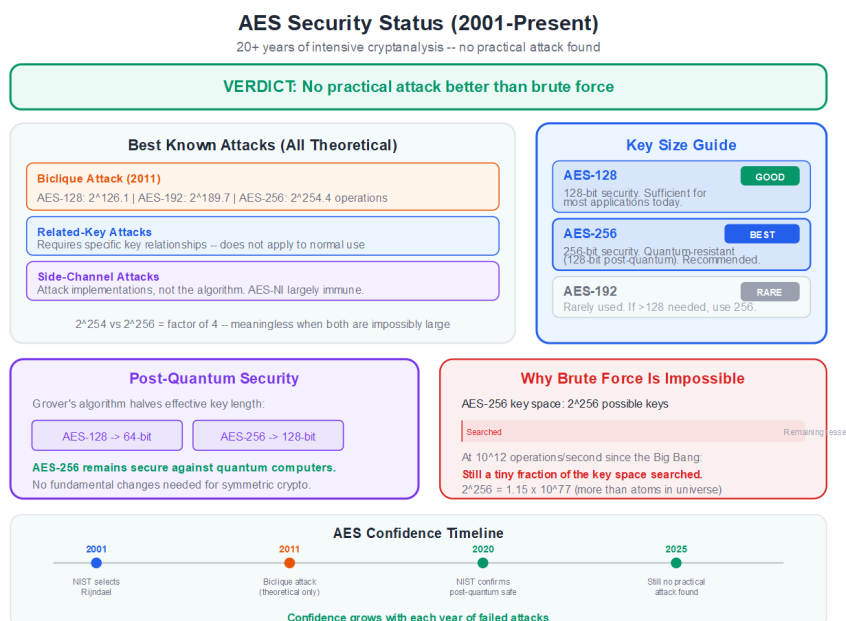 AES Security Status (2001-Present)
20+ years of intensive cryptanalysis -- no practical attack found
VERDICT: No practical attack better than brute force
Best Known Attacks (All Theoretical)
Biclique Attack (2011)
AES-128: 2^126.1 | AES-192: 2^189.7 | AES-256: 2^254.4 operations
Related-Key Attacks
Requires specific key relationships -- does not apply to normal use
Side-Channel Attacks
Attack implementations, not the algorithm. AES-NI largely immune.
2^254 vs 2^256 = factor of 4 -- meaningless when both are impossibly large
Key Size Guide
AES-128
GOOD
128-bit security. Sufficient for
most applications today.
AES-256
BEST
256-bit security. Quantum-resistant
(128-bit post-quantum). Recommended.
AES-192
RARE
Rarely used. If >128 needed, use 256.
Post-Quantum Security
Grover's algorithm halves effective key length:
AES-128 -> 64-bit
AES-256 -> 128-bit
AES-256 remains secure against quantum computers.
No fundamental changes needed for symmetric crypto.
Why Brute Force Is Impossible
AES-256 key space: 2^256 possible keys
Searched
Remaining
At 10^12 operations/second since the Big Bang:
Still a tiny fraction of the key space searched.
2^256 = 1.15 x 10^77 (more than atoms in universe)
AES Confidence Timeline
2001
NIST selects
Rijndael
2011
Biclique attack
(theoretical only)
2020
NIST confirms
post-quantum safe
2025
Still no practical
attack found
Confidence grows with each year of failed attacks